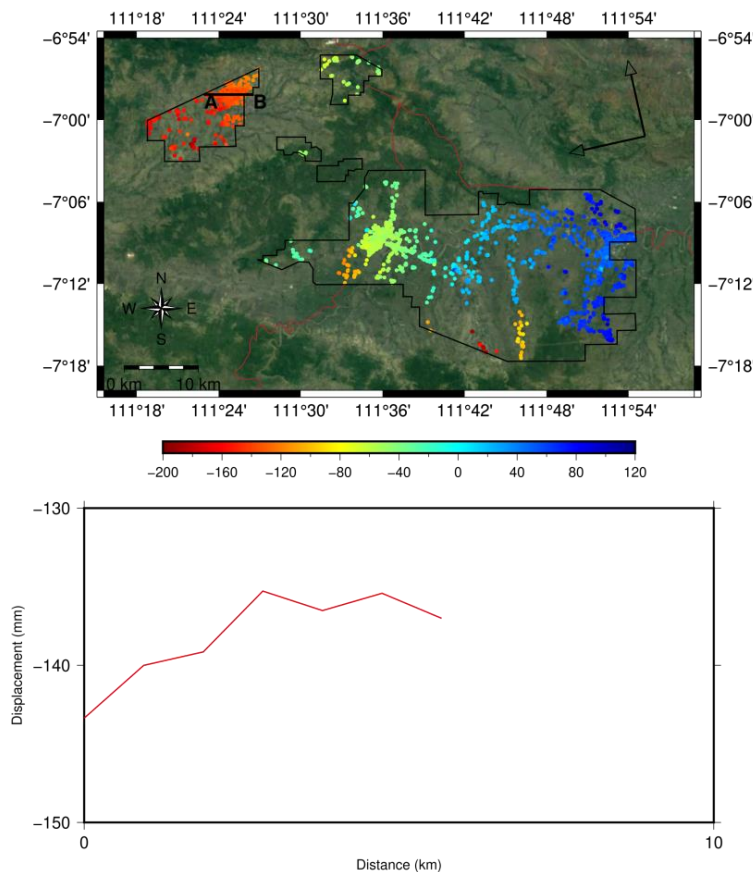 111°18' 111°24' 111°30' 111°36' 111°42' 111°48' 111°54'
−6°54' −6°54'
A B
−7°00' −7°00'
−7°06' −7°06'
−7°12' −7°12'
N
W E
S
−7°18' −7°18'
0 km 10 km
111°18' 111°24' 111°30' 111°36' 111°42' 111°48' 111°54'
−200 −160 −120 −80 −40 0 40 80 120
−130
−140
−150
Displacement (mm)
0 10
Distance (km)